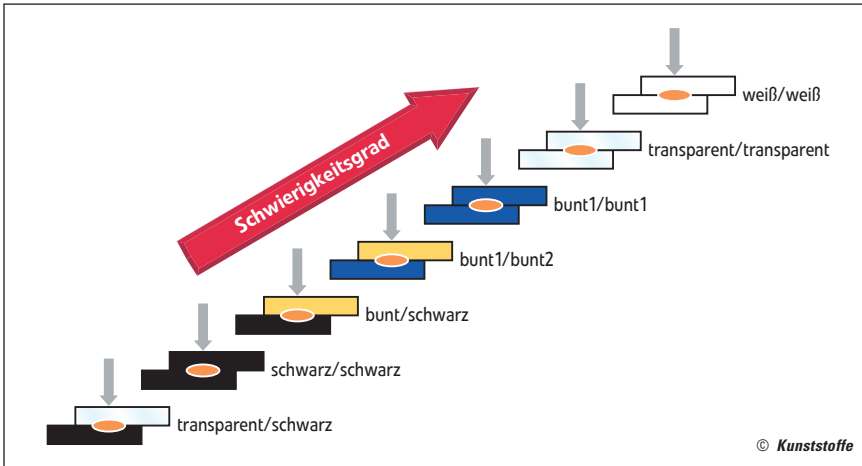 weiß/weiß
transparent/transparent
Schwierigkeitsgrad
bunt1/bunt1
bunt1/bunt2
bunt/schwarz
schwarz/schwarz
transparent/schwarz
© Kunststoffe